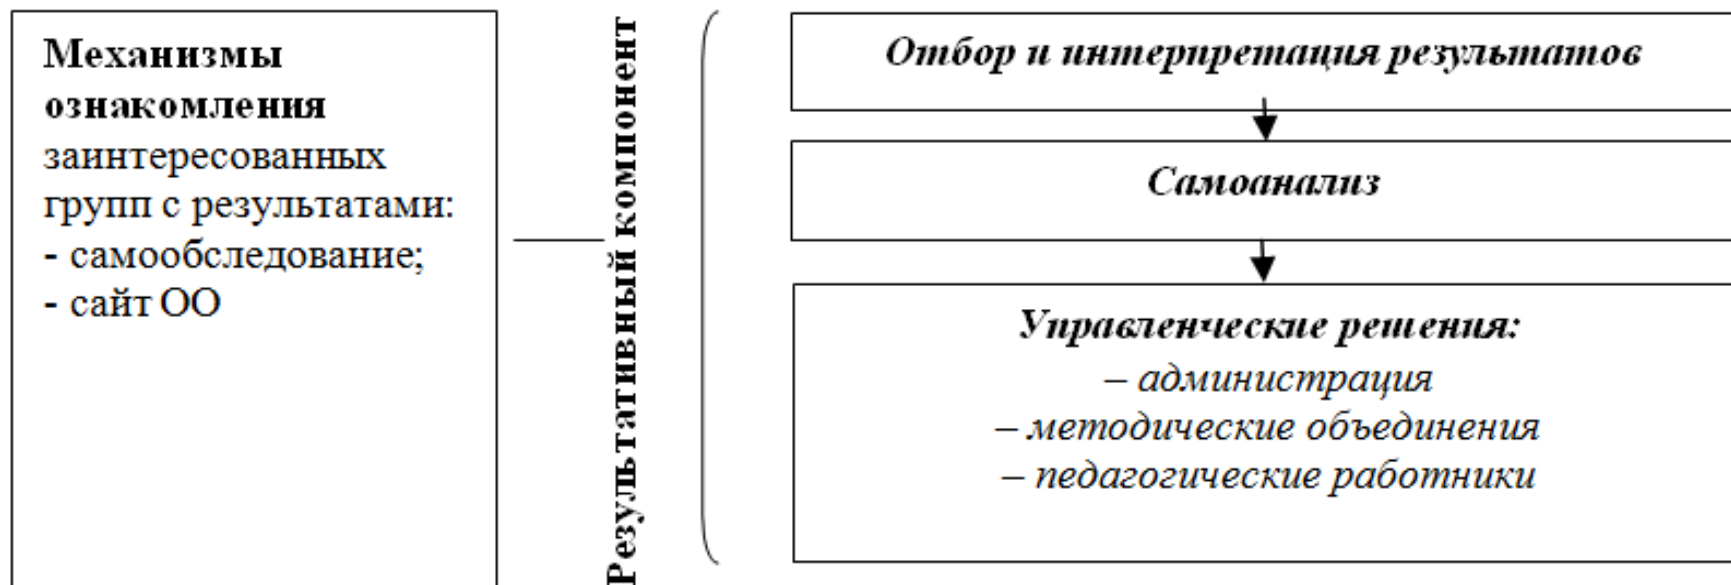 Механизмы
ознакомления
заинтересованных
групп с результатами:
- самообследование;
- сайт ОО
Результативный компонент
Отбор и интерпретация результатов
Самоанализ
Управленческие решения:
– администрация
– методические объединения
– педагогические работники